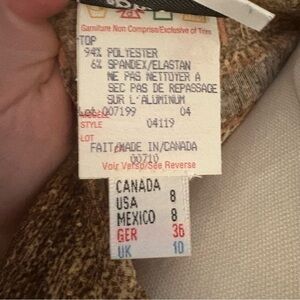 Garniture Non Comprise/Exclusive of Trim
TOP
94% POLYESTER
6% SPANDEX/ELASTAN
NE PAS NETTOYER A
SEC PAS DE REPASSAGE
SUR L'ALUMINUM
007199 04
STYLE 04119
LOT
FAIT/MADE IN/CANADA
00710
Voir Verso/See Reverse
CANADA 8
USA 8
MEXICO 8
GER 36
UK 10